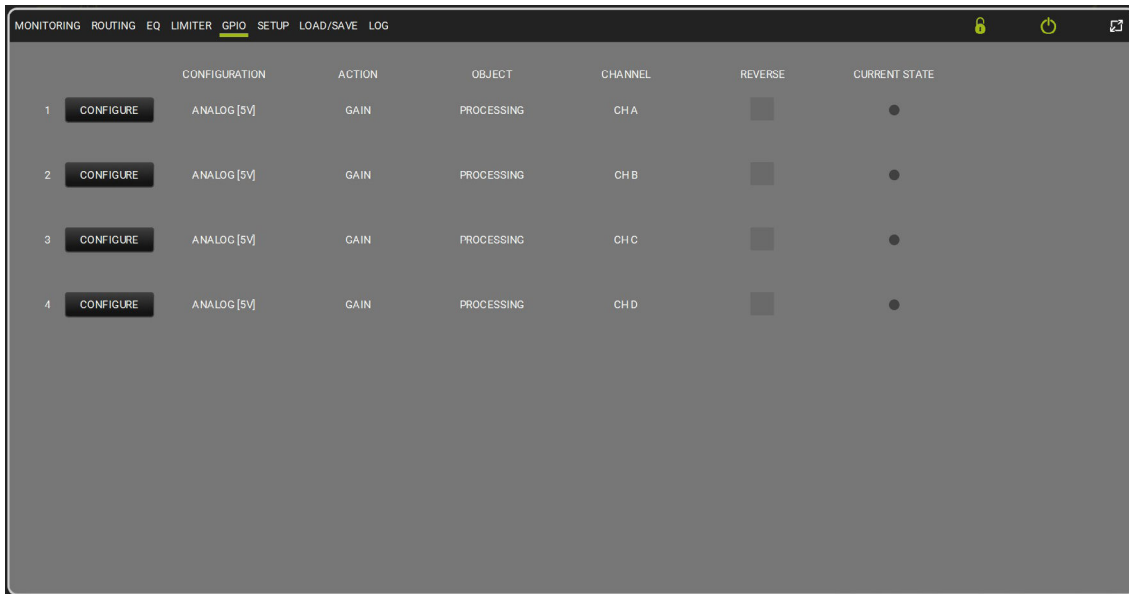 MONITORING ROUTING EQ LIMITER GPIO SETUP LOAD/SAVE LOG
CONFIGURATION ACTION OBJECT CHANNEL REVERSE CURRENT STATE
1 CONFIGURE ANALOG [5V] GAIN PROCESSING CH A
2 CONFIGURE ANALOG [5V] GAIN PROCESSING CH B
3 CONFIGURE ANALOG [5V] GAIN PROCESSING CH C
4 CONFIGURE ANALOG [5V] GAIN PROCESSING CH D